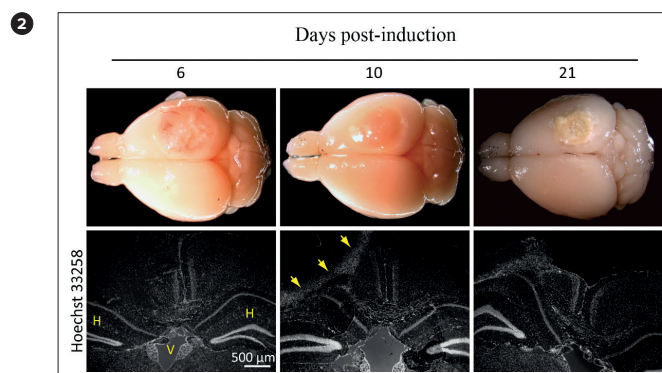 2
Days post-induction
6 10 21
Hoechst 33258
H H
V
500 μm